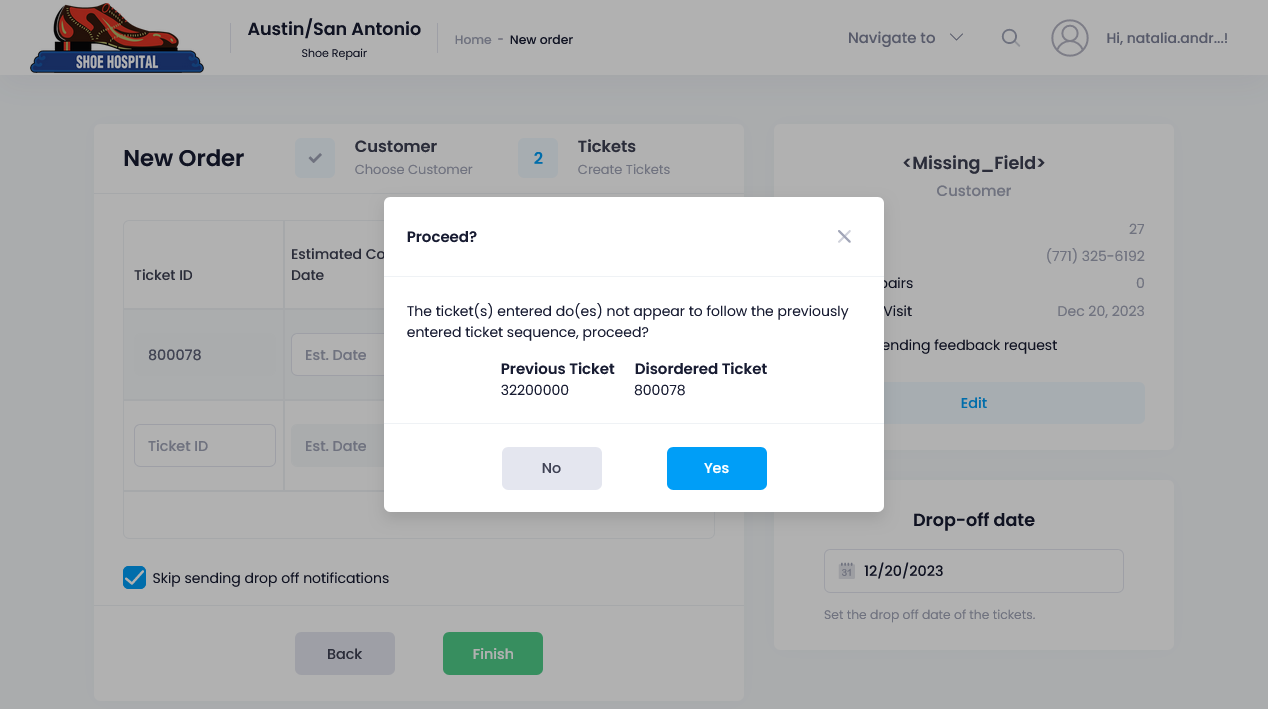 SHOE HOSPITAL
Austin/San Antonio
Shoe Repair
Home - New order
Navigate to
Hi, natalia.andr...!
New Order
Customer
Choose Customer
2
Tickets
Create Tickets
Ticket ID
Estimated Co
Date
800078
Est. Date
Ticket ID
Est. Date
Skip sending drop off notifications
Back
Finish
Proceed?
The ticket(s) entered do(es) not appear to follow the previously
entered ticket sequence, proceed?
Previous Ticket Disordered Ticket
32200000 800078
No
Yes
<Missing_Field>
Customer
27
(771) 325-6192
pairs 0
Visit Dec 20, 2023
ending feedback request
Edit
Drop-off date
31
12/20/2023
Set the drop off date of the tickets.